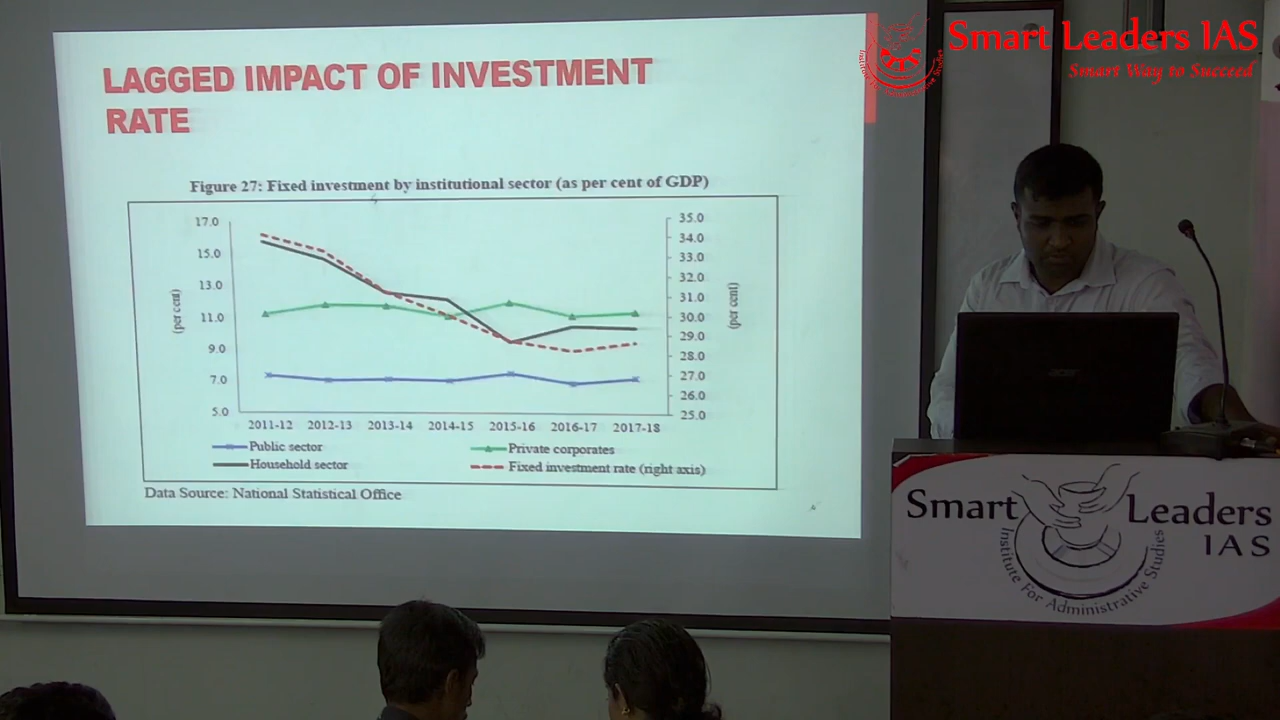 Smart Leaders IAS
Smart Way to Succeed
LAGGED IMPACT OF INVESTMENT
RATE
Figure 27: Fixed investment by institutional sector (as per cent of GDP)
17.0
15.0
13.0
11.0
9.0
7.0
5.0
(per cent)
35.0
34.0
33.0
32.0
31.0
30.0
29.0
28.0
27.0
26.0
25.0
(per cent)
2011-12 2012-13 2013-14 2014-15 2015-16 2016-17 2017-18
Public sector Private corporates
Household sector Fixed investment rate (right axis)
Data Source: National Statistical Office
acer
Smart Leaders
IAS
Institute For Administrative Studies